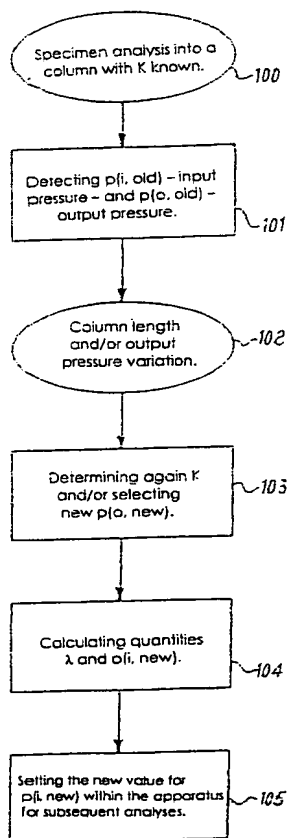 Specimen analysis into a
column with K known.
100
Detecting p(i, old) – input
pressure – and p(o, old) –
output pressure.
101
Column length
and/or output
pressure variation.
102
Determining again K
and/or selecting
new p(o, new).
103
Calculating quantities
λ and p(i, new).
104
Setting the new value for
p(i, new) within the apparatus
for subsequent analyses.
105